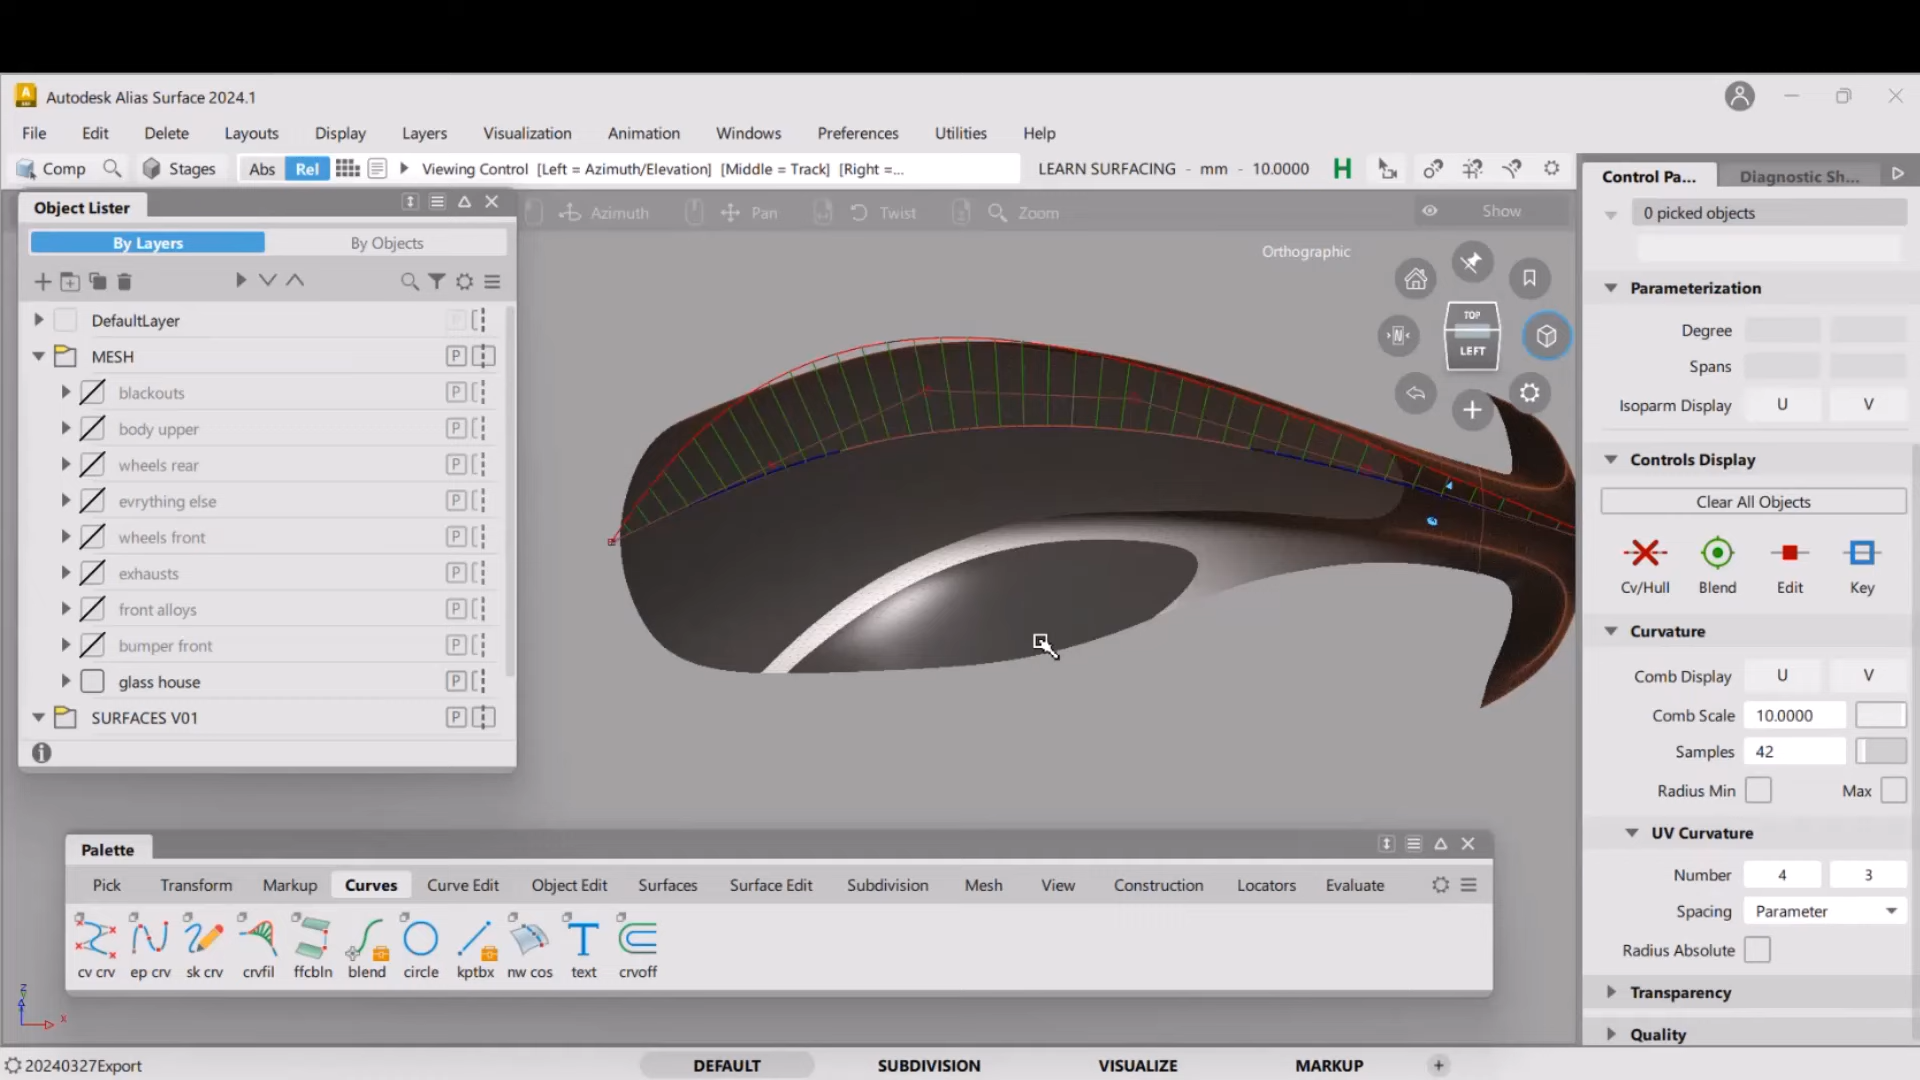 Autodesk Alias Surface 2024.1
File Edit Delete Layouts Display Layers Visualization Animation Windows Preferences Utilities Help
Comp Stages Abs Rel Viewing Control [Left = Azimuth/Elevation] [Middle = Track] [Right =... LEARN SURFACING - mm - 10.0000 H
Control Pa... Diagnostic Sh...
Object Lister
Azimuth Pan Twist Zoom Show
0 picked objects
By Layers By Objects
Orthographic
TOP
LEFT
N
DefaultLayer P
MESH P
blackouts P
body upper P
wheels rear P
evrything else P
wheels front P
exhausts P
front alloys P
bumper front P
glass house P
SURFACES V01 P
Parameterization
Degree
Spans
Isoparm Display U V
Controls Display
Clear All Objects
Cv/Hull Blend Edit Key
Curvature
Comb Display U V
Comb Scale 10.0000
Samples 42
Radius Min Max
UV Curvature
Number 4 3
Spacing Parameter
Radius Absolute
Transparency
Quality
Palette
Pick Transform Markup Curves Curve Edit Object Edit Surfaces Surface Edit Subdivision Mesh View Construction Locators Evaluate
cv crv ep crv sk crv crvfil ffcbln blend circle kptbx nw cos text crvoff
z
x
20240327Export DEFAULT SUBDIVISION VISUALIZE MARKUP +